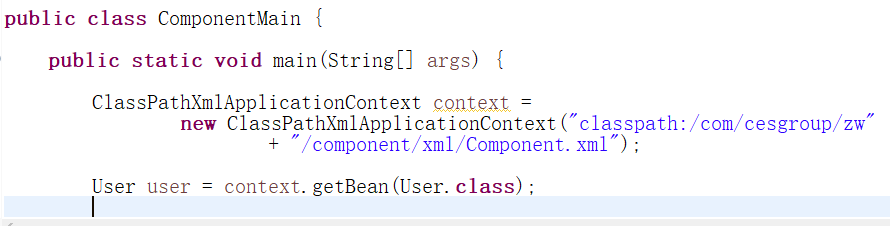 public class ComponentMain {
public static void main(String[] args) {
ClassPathXmlApplicationContext context =
new ClassPathXmlApplicationContext("classpath:/com/cesgroup/zw"
+ "/component/xml/Component.xml");
User user = context.getBean(User.class);